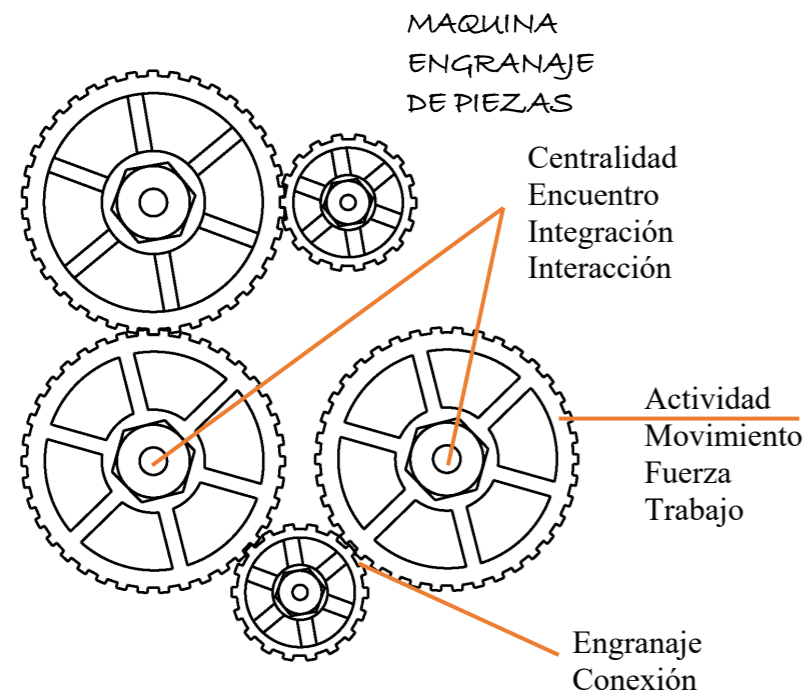 MAQUINA
ENGRANAJE
DE PIEZAS
Centralidad
Encuentro
Integración
Interacción
Actividad
Movimiento
Fuerza
Trabajo
Engranaje
Conexión